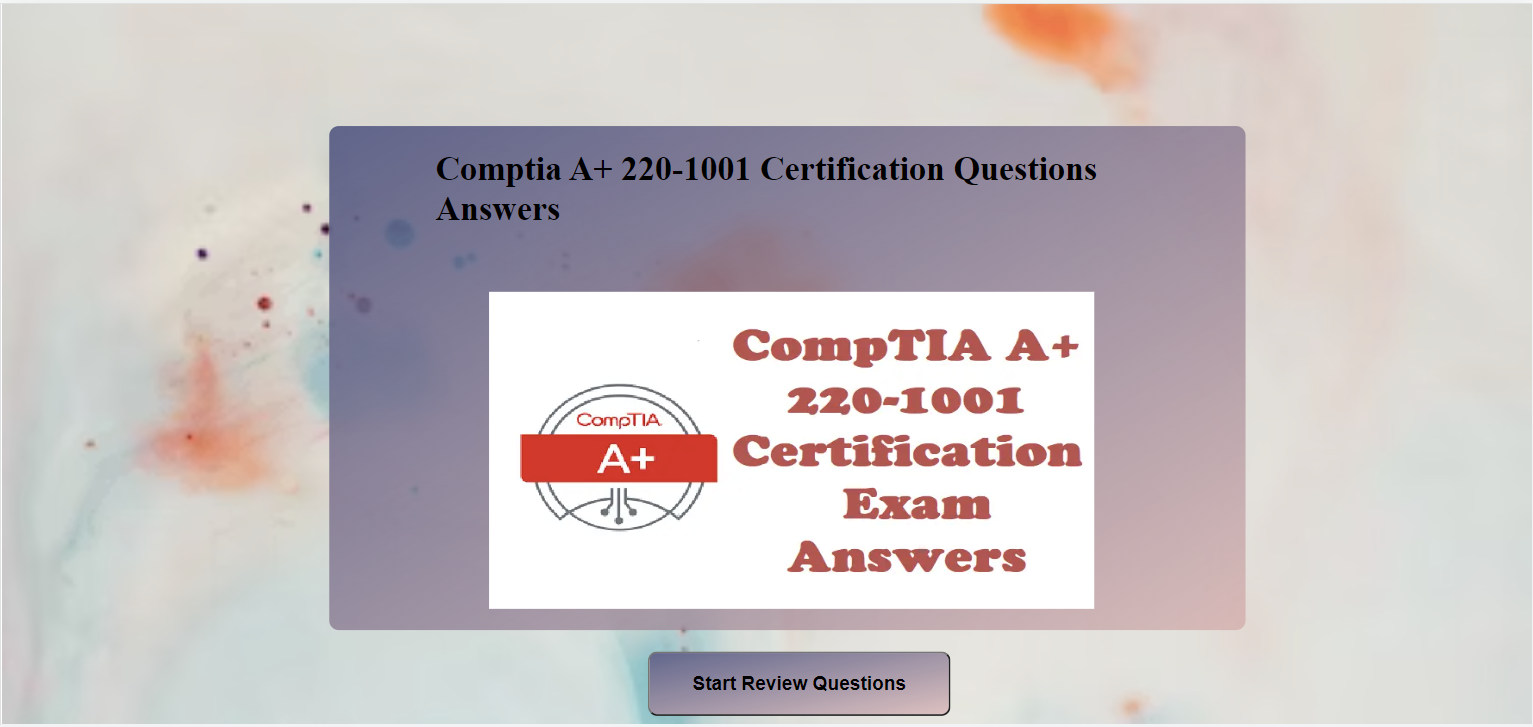 Comptia A+ 220-1001 Certification Questions
Answers
CompTIA
A+
CompTIA A+
220-1001
Certification
Exam
Answers
Start Review Questions